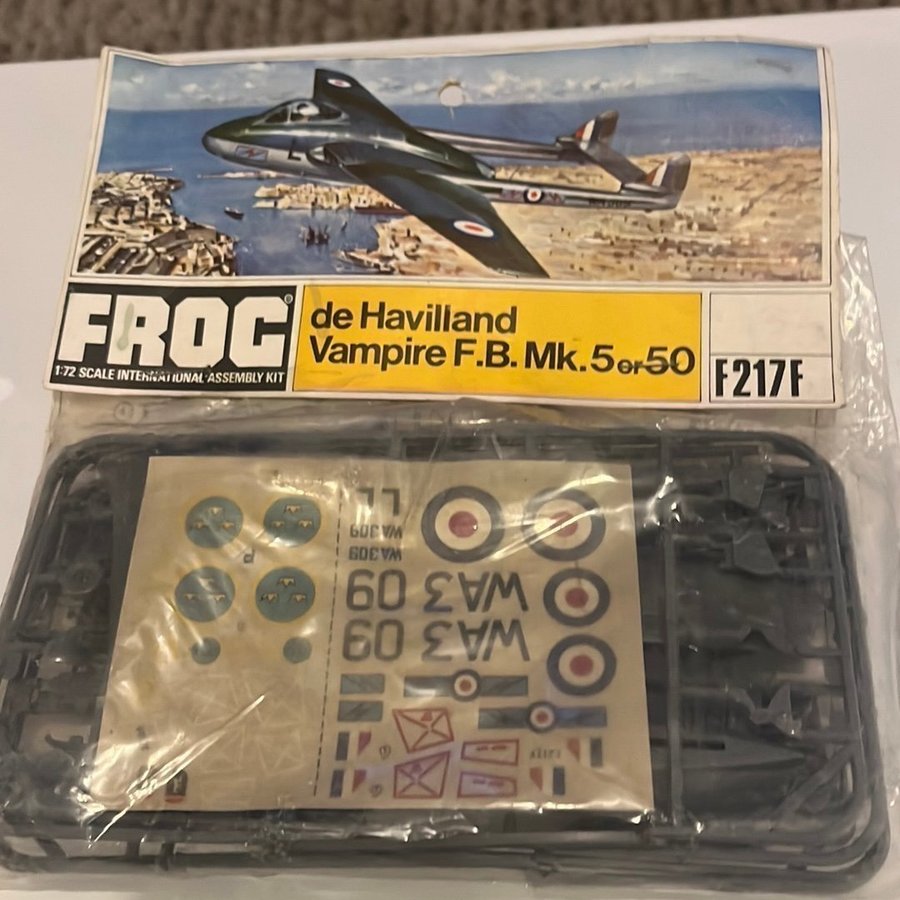 L
FROG®
1:72 SCALE INTERNATIONAL ASSEMBLY KIT
de Havilland
Vampire F.B. Mk.5 or 50
F217F
LL
WA309
WA309
WA3 09
WA3 09